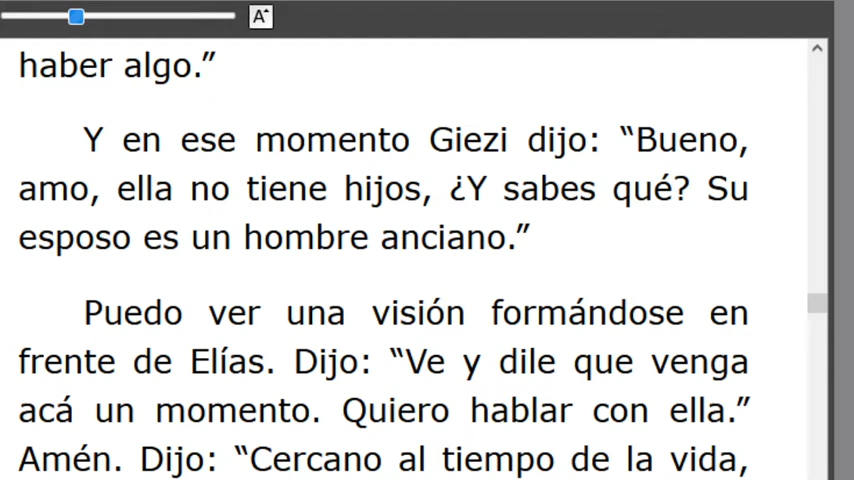 A
haber algo.”
Y en ese momento Giezi dijo: “Bueno,
amo, ella no tiene hijos, ¿Y sabes qué? Su
esposo es un hombre anciano.”
Puedo ver una visión formándose en
frente de Elías. Dijo: “Ve y dile que venga
acá un momento. Quiero hablar con ella.”
Amén. Dijo: “Cercano al tiempo de la vida,